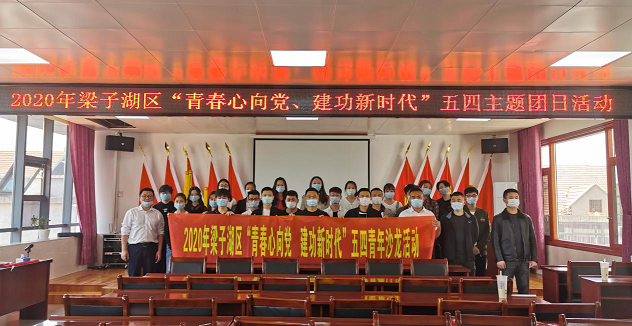 2020年梁子湖区“青春心向党、建功新时代”五四主题团日活动
2020年梁子湖区“青春心向党 建功新时代”五四青年沙龙活动